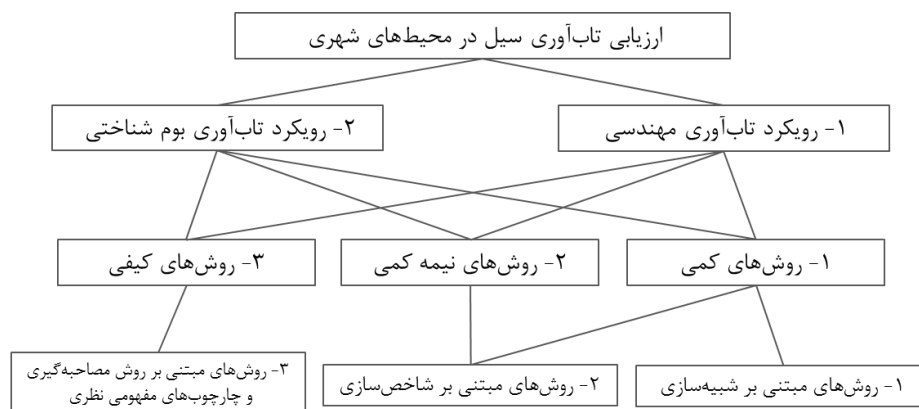 ارزیابی تاب‌آوری سیل در محیط‌های شهری
۱- رویکرد تاب‌آوری مهندسی
۲- رویکرد تاب‌آوری بوم شناختی
۱- روش‌های کمی
۲- روش‌های نیمه کمی
۳- روش‌های کیفی
۱- روش‌های مبتنی بر شبیه‌سازی
۲- روش‌های مبتنی بر شاخص‌سازی
۳- روش‌های مبتنی بر روش مصاحبه‌گیری
و چارچوب‌های مفهومی نظری